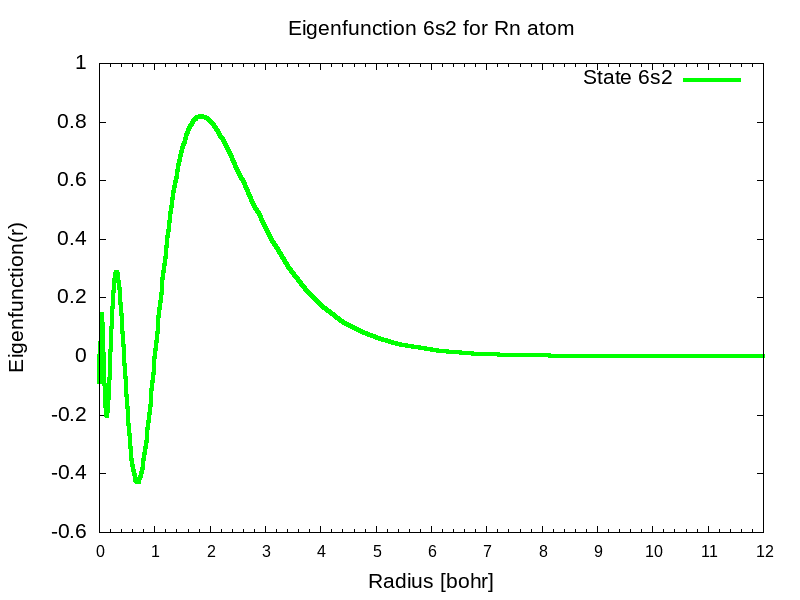 Eigenfunction 6s2 for Rn atom
State 6s2
Eigenfunction(r)
1
0.8
0.6
0.4
0.2
0
-0.2
-0.4
-0.6
0 1 2 3 4 5 6 7 8 9 10 11 12
Radius [bohr]